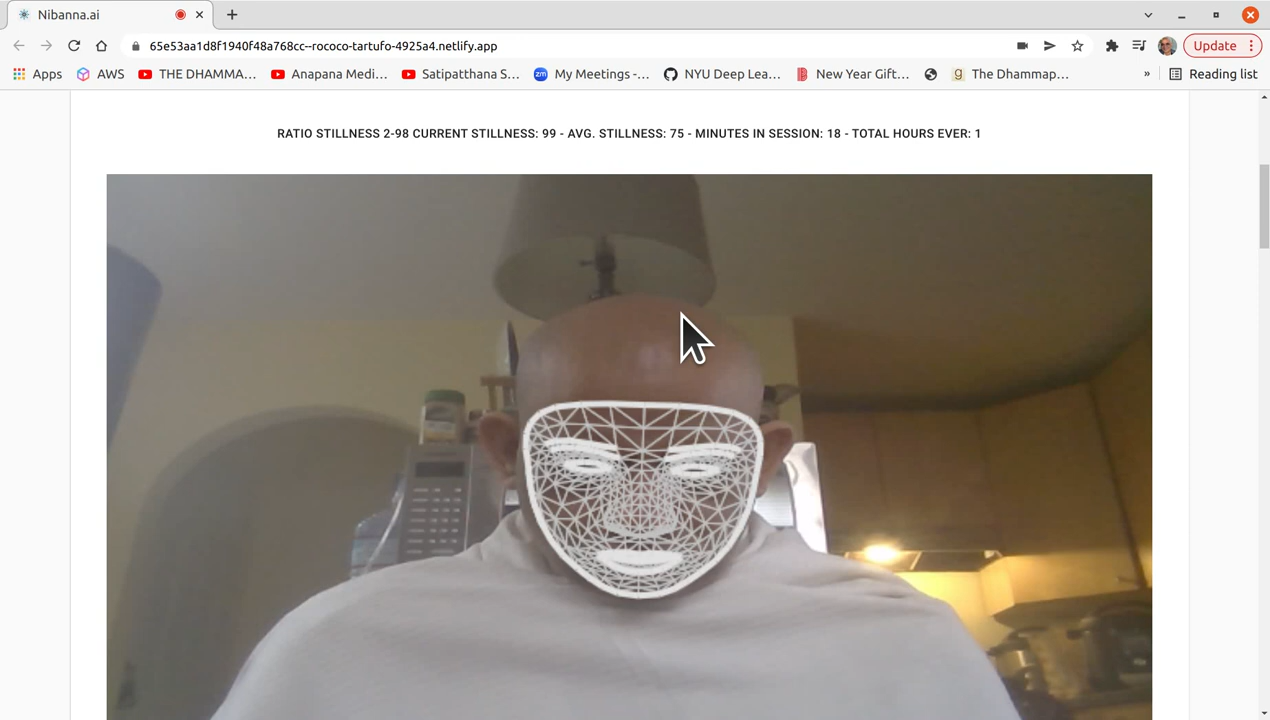 Nibanna.ai
65e53aa1d8f1940f48a768cc--rococo-tartufo-4925a4.netlify.app
Update
Apps AWS THE DHAMMA... Anapana Medi... Satipatthana S... zm My Meetings -... NYU Deep Lea... New Year Gift... g The Dhammap... » Reading list
RATIO STILLNESS 2-98 CURRENT STILLNESS: 99 - AVG. STILLNESS: 75 - MINUTES IN SESSION: 18 - TOTAL HOURS EVER: 1